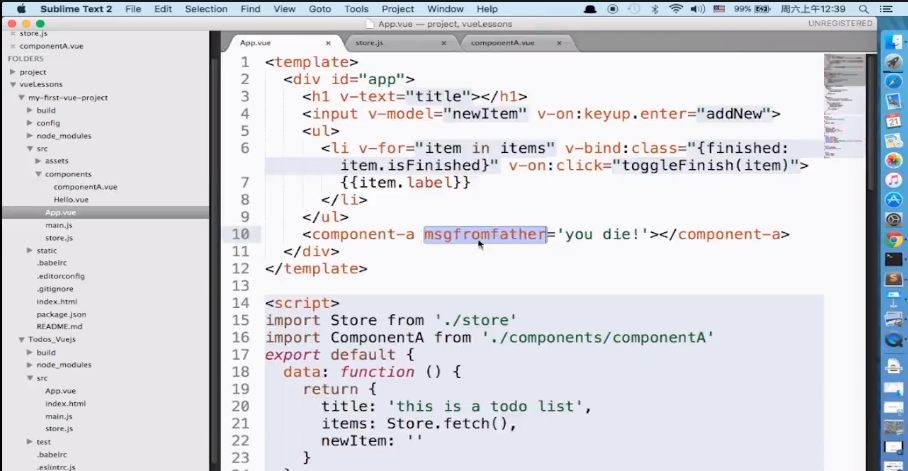 Sublime Text 2 File Edit Selection Find View Goto Tools Project Window Help 99% 周六上午12:39
App.vue — project, vueLessons UNREGISTERED
store.js
componentA.vue
FOLDERS
project
vueLessons
my-first-vue-project
build
config
node_modules
src
assets
components
componentA.vue
Hello.vue
App.vue
main.js
store.js
static
.babelrc
.editorconfig
.gitignore
index.html
package.json
README.md
Todos_Vuejs
build
node_modules
src
App.vue
index.html
main.js
store.js
test
.babelrc
.eslintrc.js
App.vue × store.js × componentA.vue ×
1 <template>
2 <div id="app">
3 <h1 v-text="title"></h1>
4 <input v-model="newItem" v-on:keyup.enter="addNew">
5 <ul>
6 <li v-for="item in items" v-bind:class="{finished:
item.isFinished}" v-on:click="toggleFinish(item)">
7 {{item.label}}
8 </li>
9 </ul>
10 <component-a msgfromfather='you die!'></component-a>
11 </div>
12 </template>
13
14 <script>
15 import Store from './store'
16 import ComponentA from './components/componentA'
17 export default {
18 data: function () {
19 return {
20 title: 'this is a todo list',
21 items: Store.fetch(),
22 newItem: ''
23 }